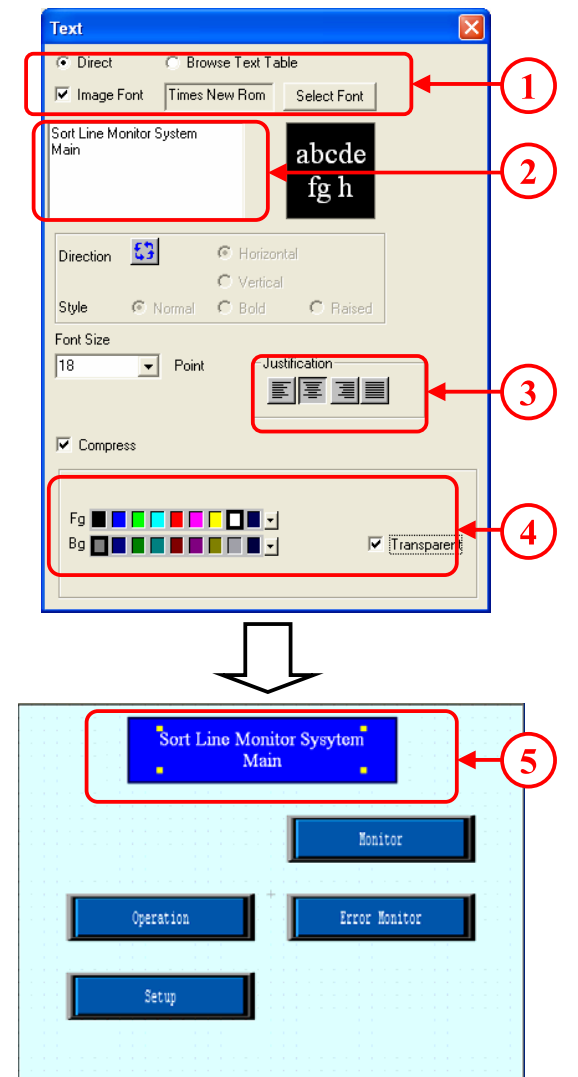 Text
Direct Browse Text Table
Image Font Times New Rom Select Font
1
Sort Line Monitor System
Main
abcde
fg h
2
Direction Horizontal
Vertical
Style Normal Bold Raised
Font Size
18 Point
Justification
3
Compress
Fg
Bg Transparent
4
Sort Line Monitor Sysytem
Main
5
Monitor
Operation Error Monitor
Setup